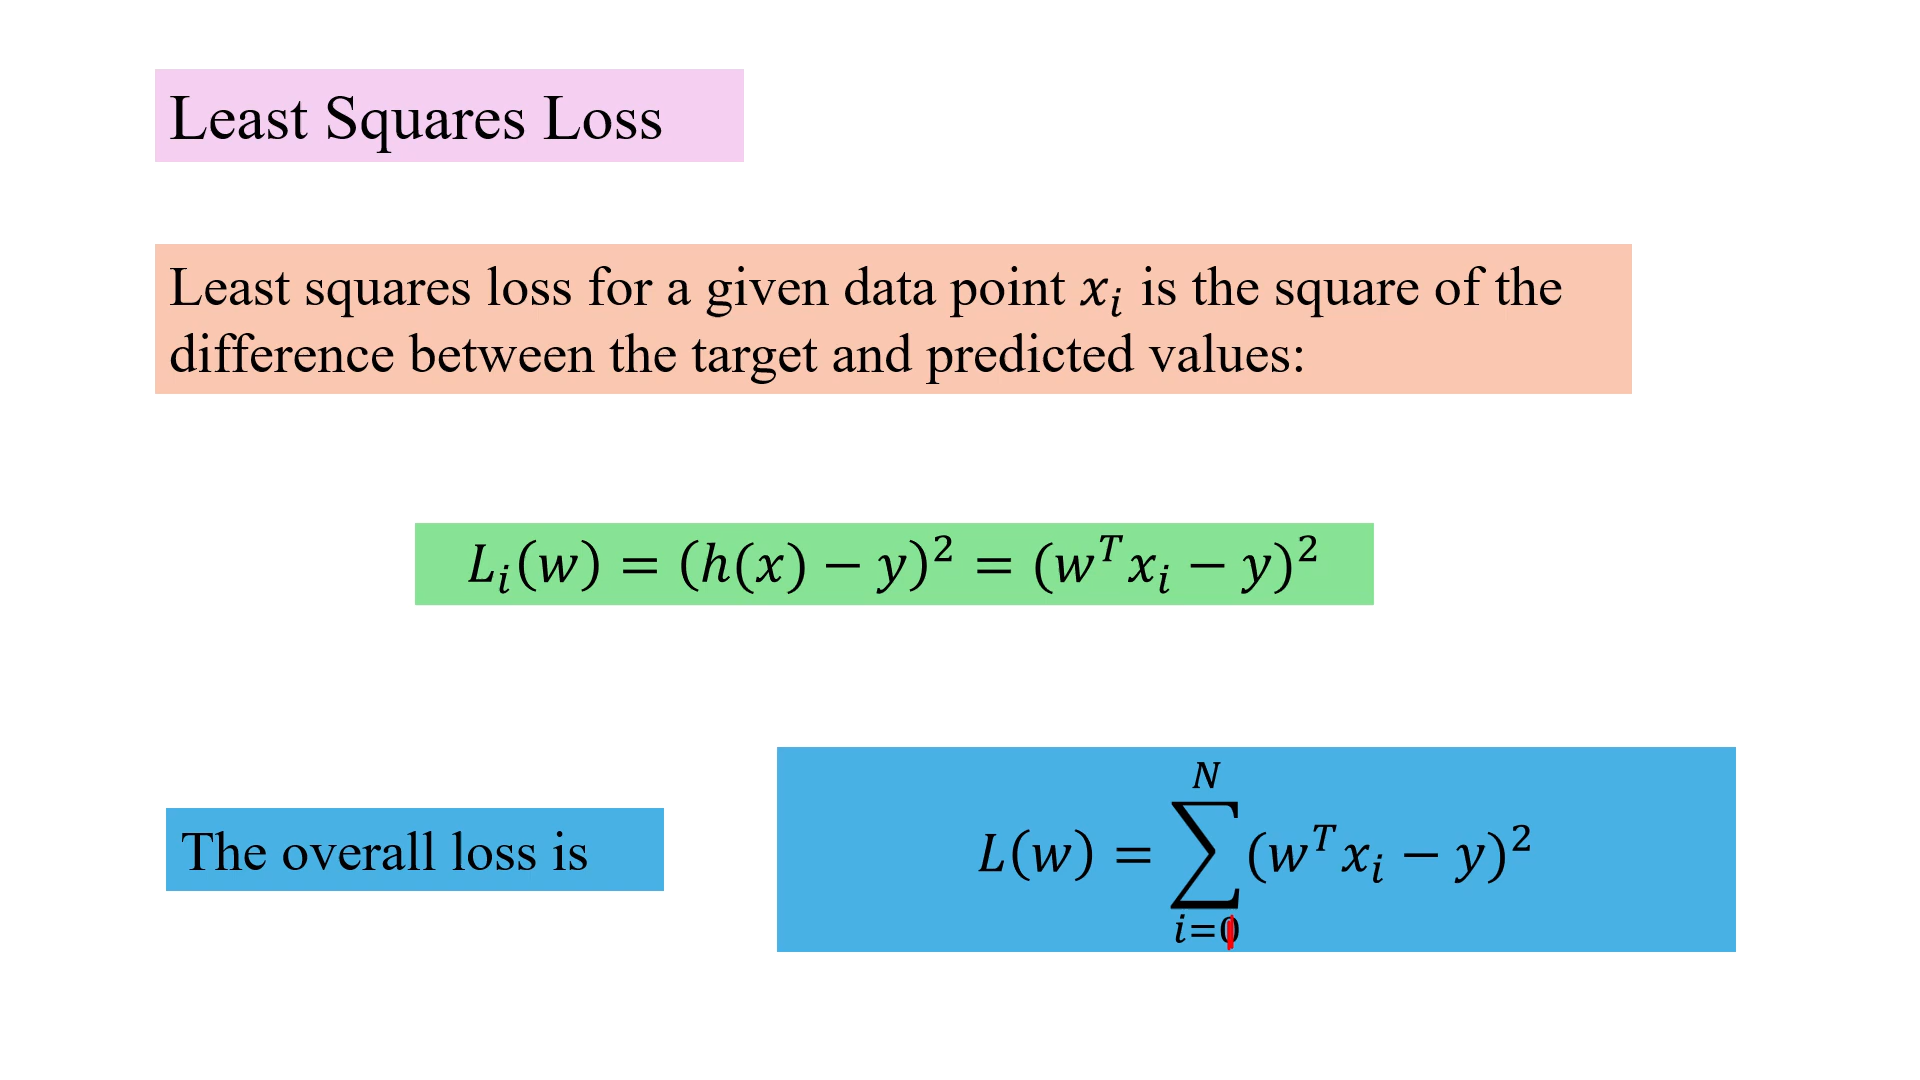 Least Squares Loss
Least squares loss for a given data point xᵢ is the square of the
difference between the target and predicted values:
Lᵢ(w) = (h(x) − y)² = (wᵀxᵢ − y)²
The overall loss is
L(w) = ∑ᵢ₌₀ᴺ (wᵀxᵢ − y)²